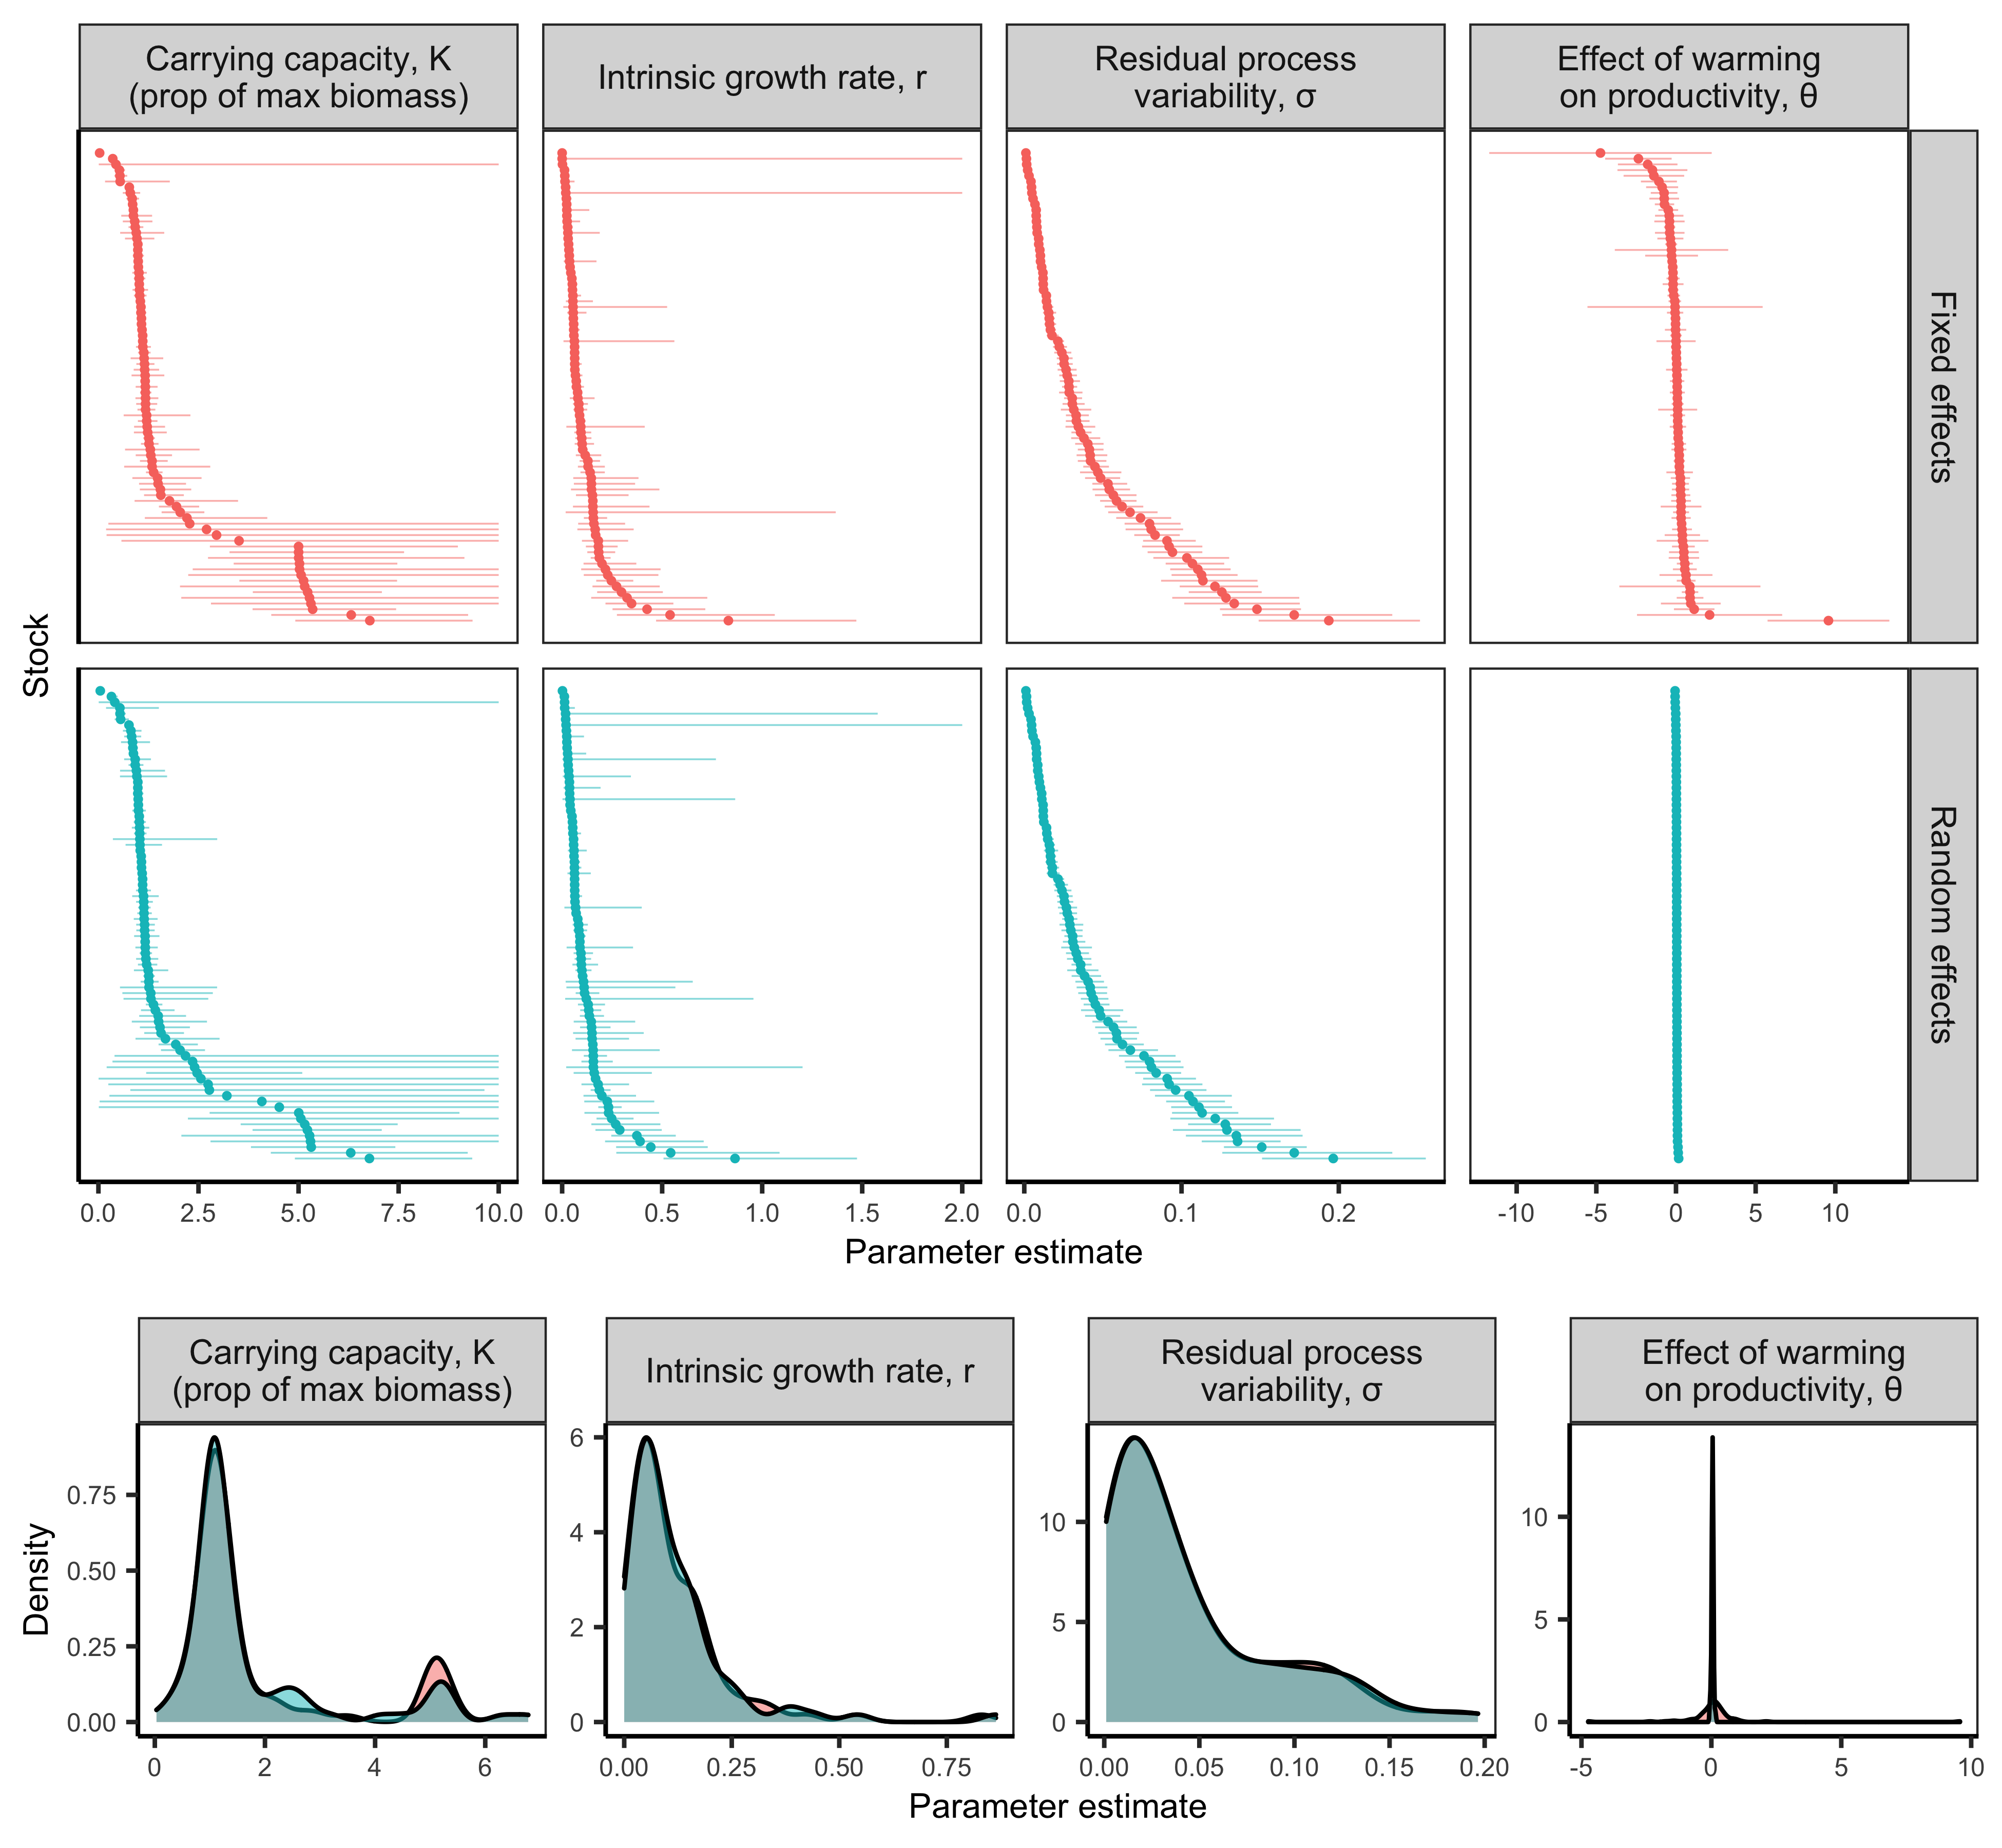 Carrying capacity, K
(prop of max biomass)
Intrinsic growth rate, r
Residual process
variability, σ
Effect of warming
on productivity, θ
Fixed effects
Random effects
Stock
0.0 2.5 5.0 7.5 10.0
0.0 0.5 1.0 1.5 2.0
0.0 0.1 0.2
-10 -5 0 5 10
Parameter estimate
Carrying capacity, K
(prop of max biomass)
Intrinsic growth rate, r
Residual process
variability, σ
Effect of warming
on productivity, θ
Density
0.75
0.50
0.25
0.00
0 2 4 6
6
4
2
0
0.00 0.25 0.50 0.75
10
5
0
0.00 0.05 0.10 0.15 0.20
10
5
0
-5 0 5 10
Parameter estimate